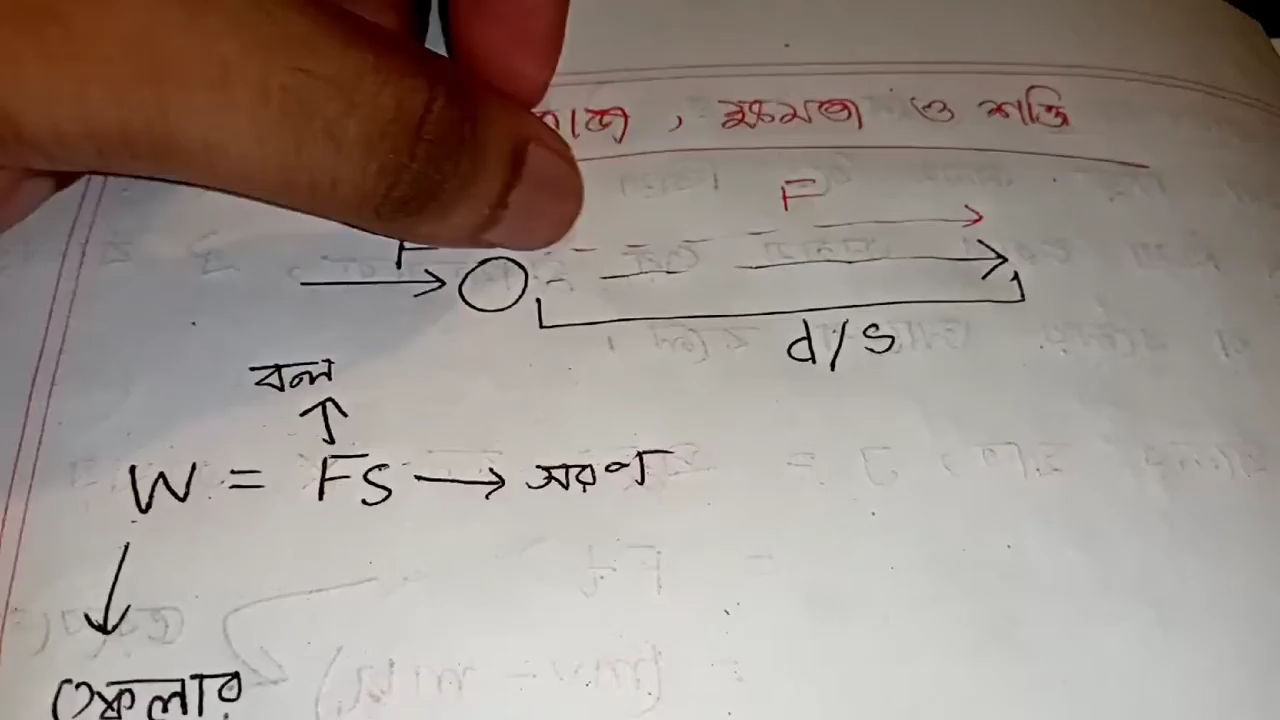 কাজ, ক্ষমতা ও শক্তি
F
F
d/s
বল
W = FS → সরণ
স্কেলার